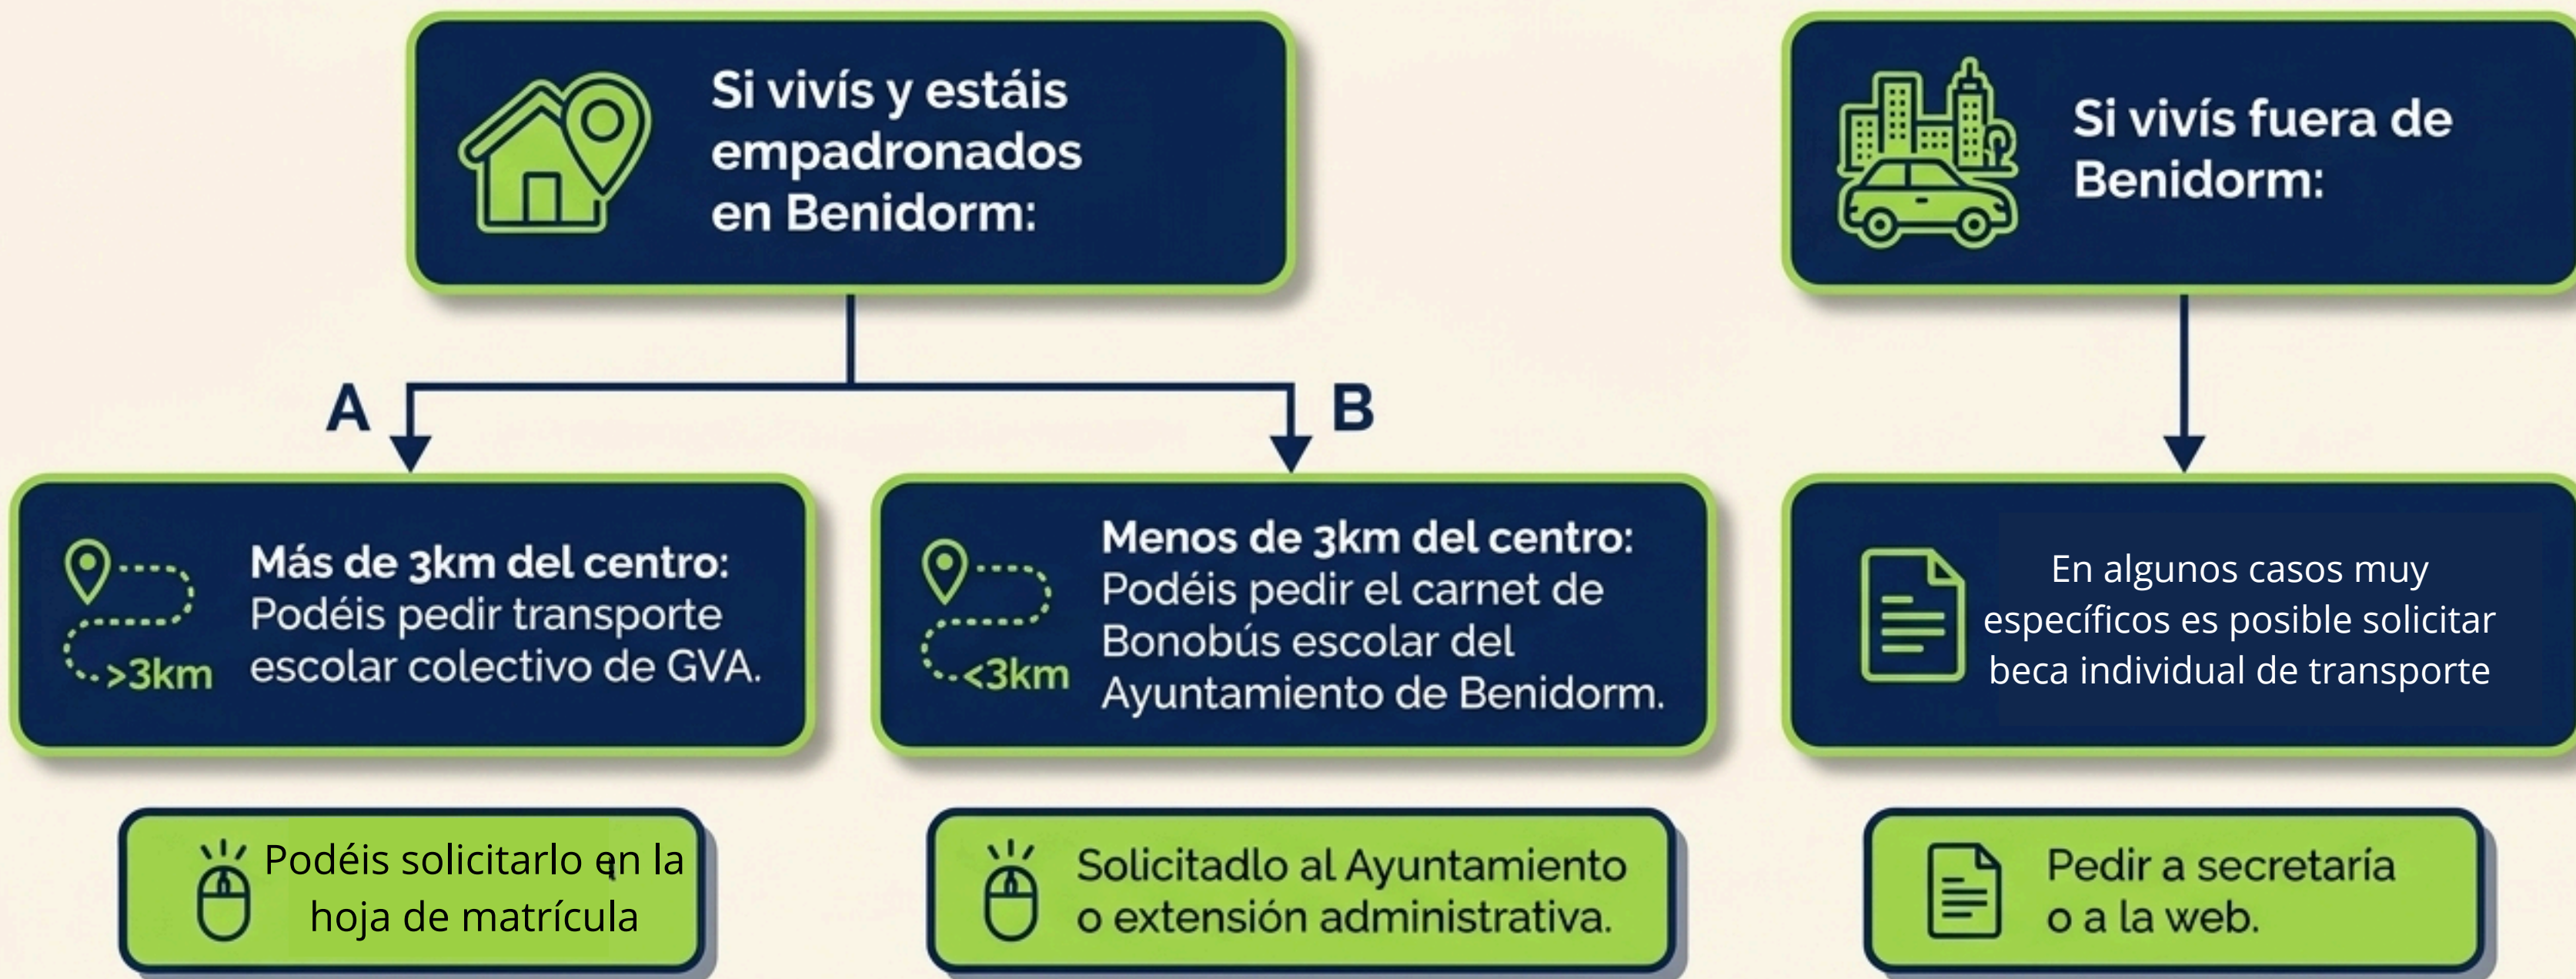 Si vivís y estáis
empadronados
en Benidorm:
Si vivís fuera de
Benidorm:
A
B
>3km
Más de 3km del centro:
Podéis pedir transporte
escolar colectivo de GVA.
<3km
Menos de 3km del centro:
Podéis pedir el carnet de
Bonobús escolar del
Ayuntamiento de Benidorm.
En algunos casos muy
específicos es posible solicitar
beca individual de transporte
Podéis solicitarlo en la
hoja de matrícula
Solicitadlo al Ayuntamiento
o extensión administrativa.
Pedir a secretaría
o a la web.